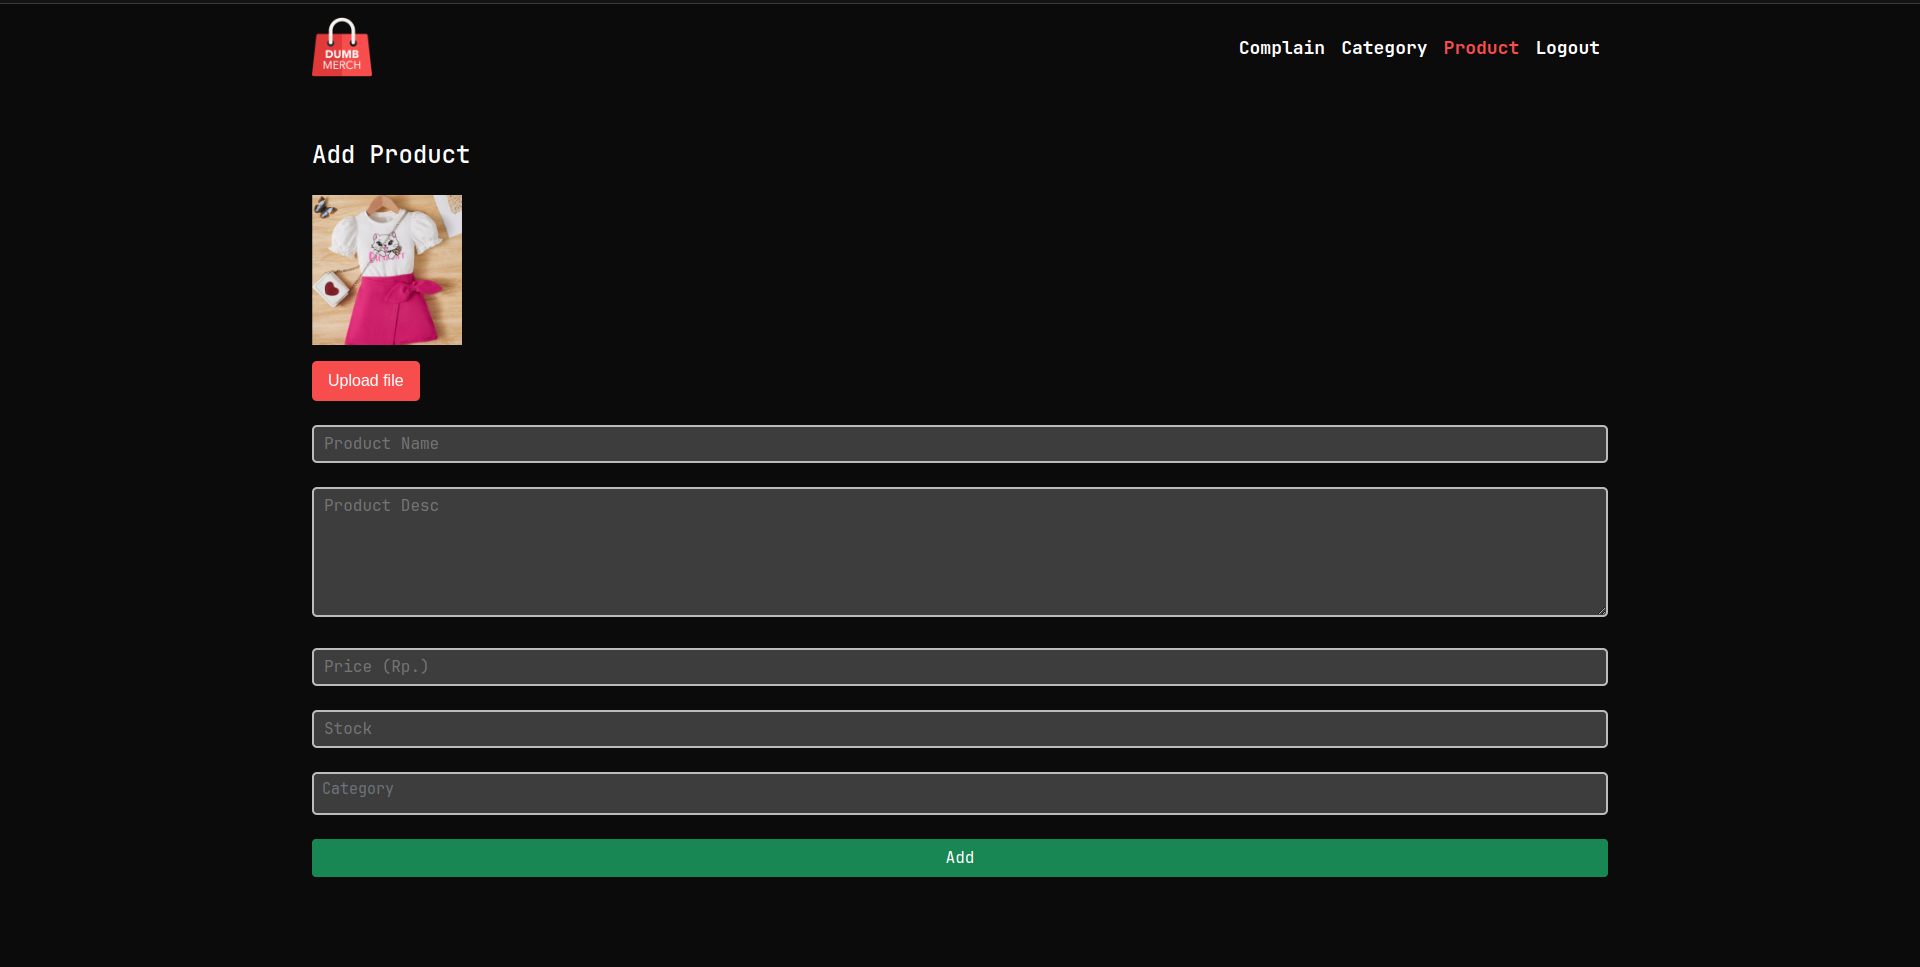 DUMB
MERCH
Complain Category Product Logout
Add Product
Upload file
Product Name
Product Desc
Price (Rp.)
Stock
Category
Add